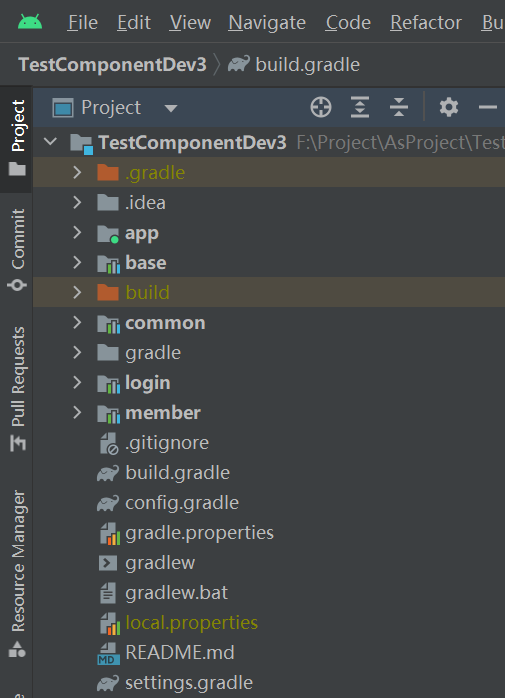 File Edit View Navigate Code Refactor Bu
TestComponentDev3 build.gradle
Project
TestComponentDev3 F:\Project\AsProject\Test
.gradle
.idea
app
base
build
common
gradle
login
member
.gitignore
build.gradle
config.gradle
gradle.properties
gradlew
gradlew.bat
local.properties
README.md
settings.gradle
Project
Commit
Pull Requests
Resource Manager